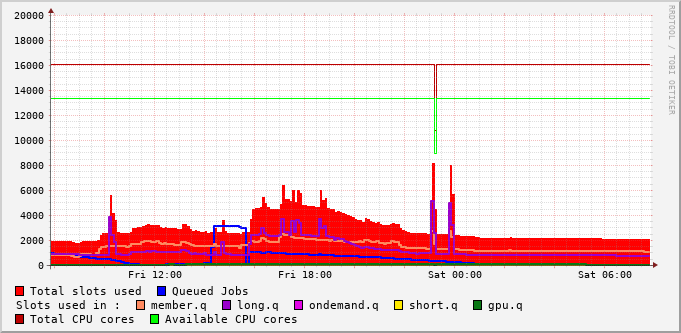 20000
18000
16000
14000
12000
10000
8000
6000
4000
2000
0
Fri 12:00 Fri 18:00 Sat 00:00 Sat 06:00
Total slots used Queued Jobs
Slots used in : member.q long.q ondemand.q short.q gpu.q
Total CPU cores Available CPU cores
RRDTOOL / TOBI OETIKER